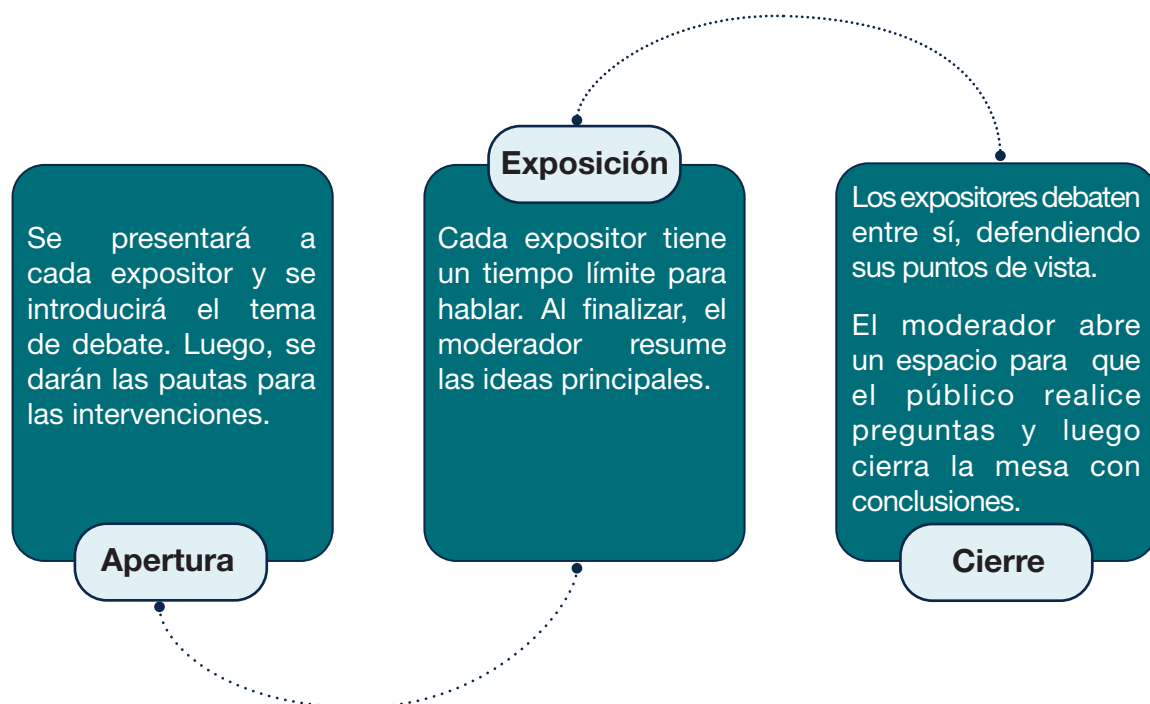 Se presentará a
cada expositor y se
introducirá el tema
de debate. Luego, se
darán las pautas para
las intervenciones.
Apertura
Exposición
Cada expositor tiene
un tiempo límite para
hablar. Al finalizar, el
moderador resume
las ideas principales.
Los expositores debaten
entre sí, defendiendo
sus puntos de vista.
El moderador abre
un espacio para que
el público realice
preguntas y luego
cierra la mesa con
conclusiones.
Cierre